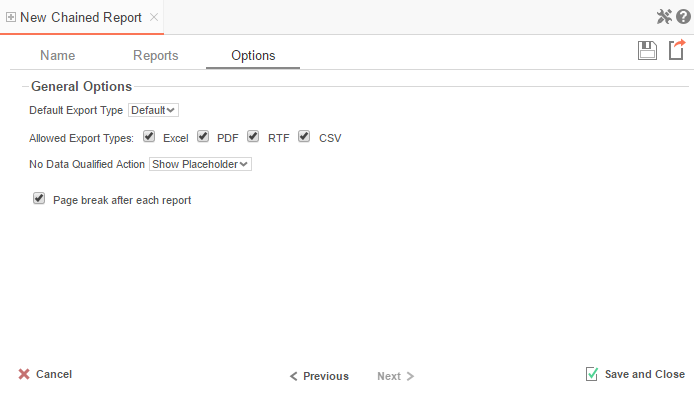 New Chained Report
Name Reports Options
General Options
Default Export Type Default
Allowed Export Types: Excel PDF RTF CSV
No Data Qualified Action Show Placeholder
Page break after each report
Cancel Previous Next Save and Close